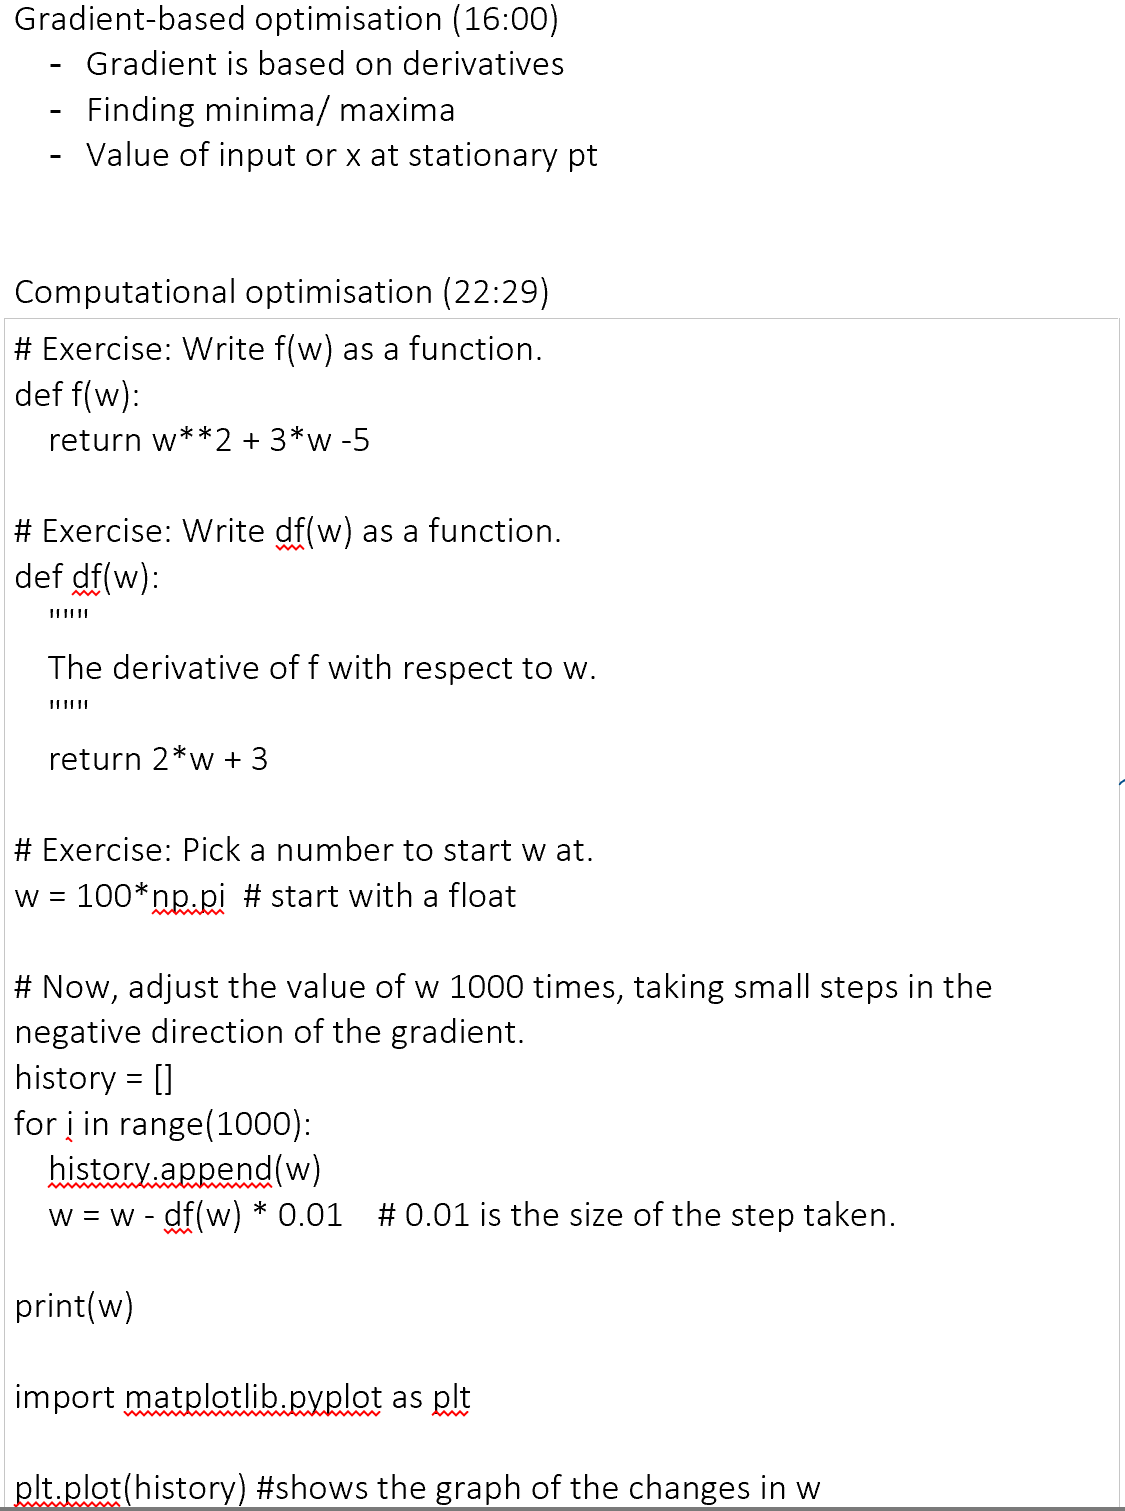 Gradient-based optimisation (16:00)
- Gradient is based on derivatives
- Finding minima/ maxima
- Value of input or x at stationary pt
Computational optimisation (22:29)
# Exercise: Write f(w) as a function.
def f(w):
    return w**2 + 3*w -5
# Exercise: Write df(w) as a function.
def df(w):
    """
    The derivative of f with respect to w.
    """
    return 2*w + 3
# Exercise: Pick a number to start w at.
w = 100*np.pi  # start with a float
# Now, adjust the value of w 1000 times, taking small steps in the
negative direction of the gradient.
history = []
for i in range(1000):
    history.append(w)
    w = w - df(w) * 0.01    # 0.01 is the size of the step taken.
print(w)
import matplotlib.pyplot as plt
plt.plot(history) #shows the graph of the changes in w